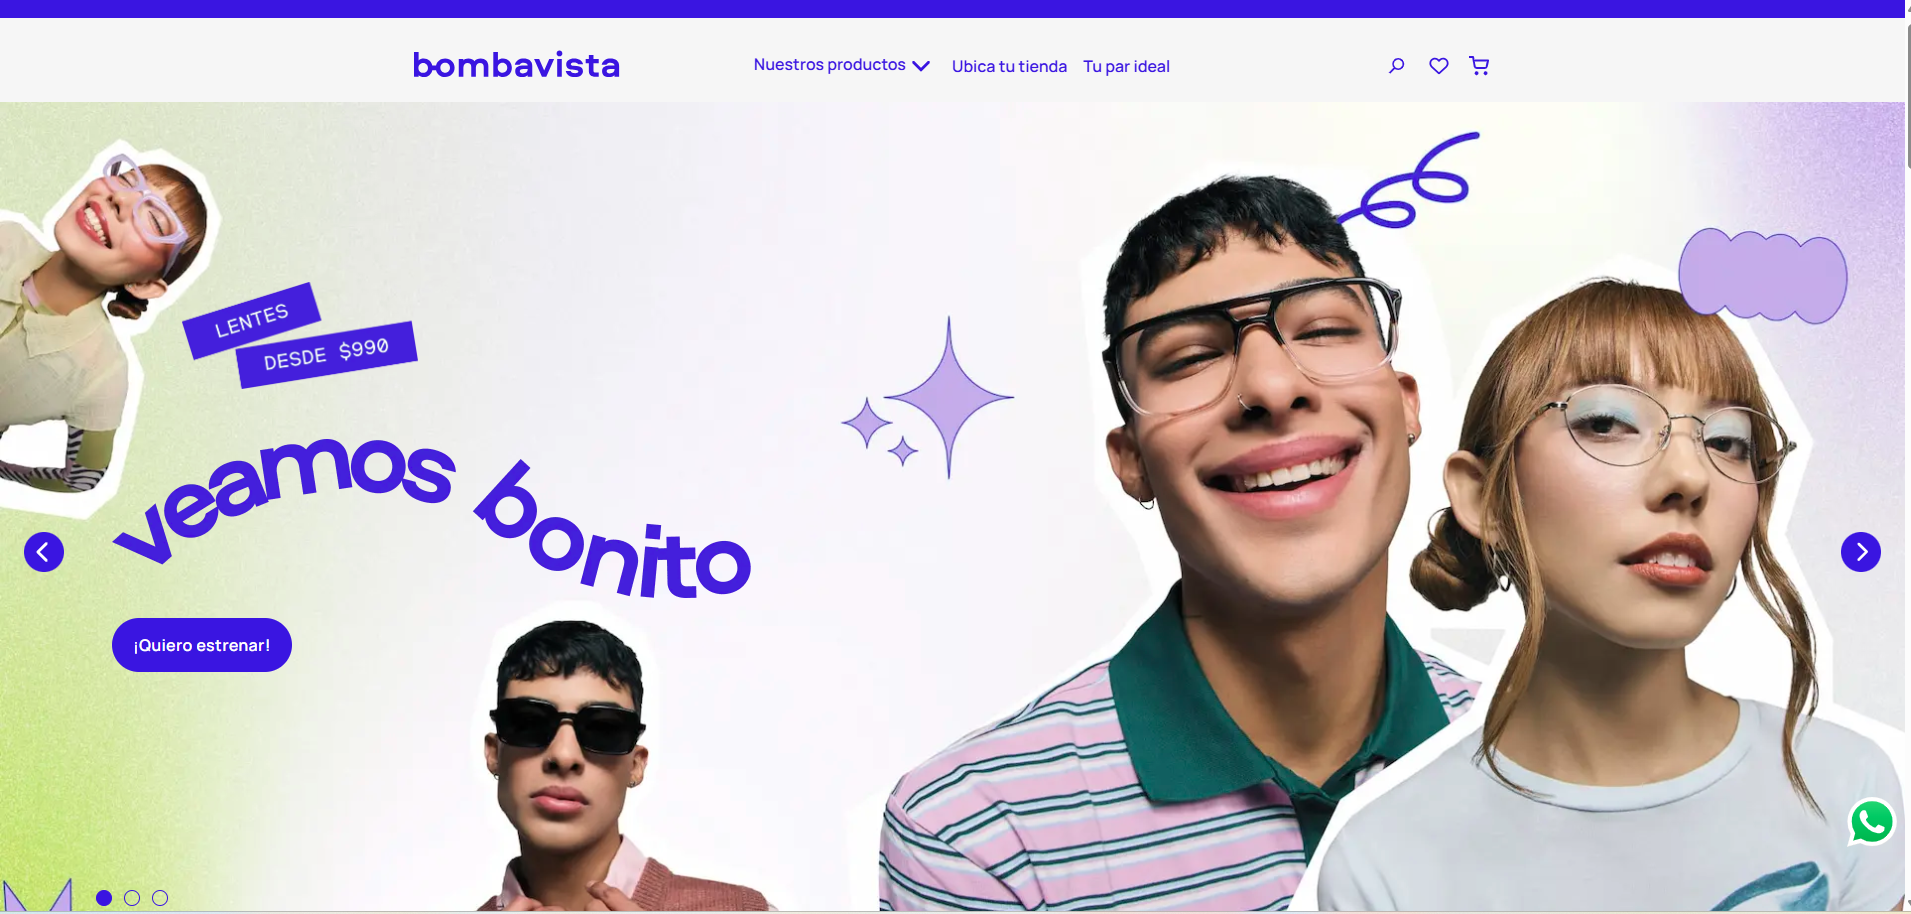 bombavista
Nuestros productos
Ubica tu tienda
Tu par ideal
LENTES
DESDE $990
veamos bonito
¡Quiero estrenar!